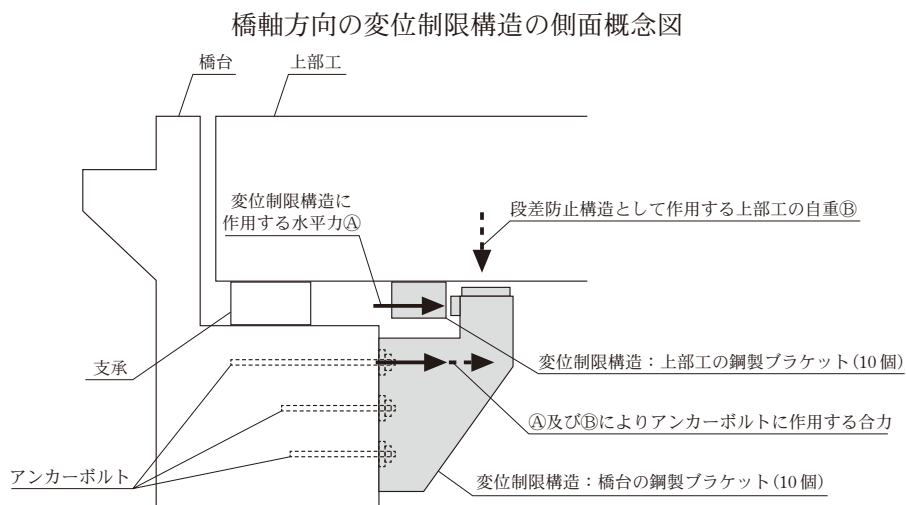 橋軸方向の変位制限構造の側面概念図
橋台
上部工
変位制限構造に
作用する水平力Ⓐ
段差防止構造として作用する上部工の自重Ⓑ
支承
変位制限構造：上部工の鋼製ブラケット(10個)
Ⓐ及びⒷによりアンカーボルトに作用する合力
アンカーボルト
変位制限構造：橋台の鋼製ブラケット(10個)